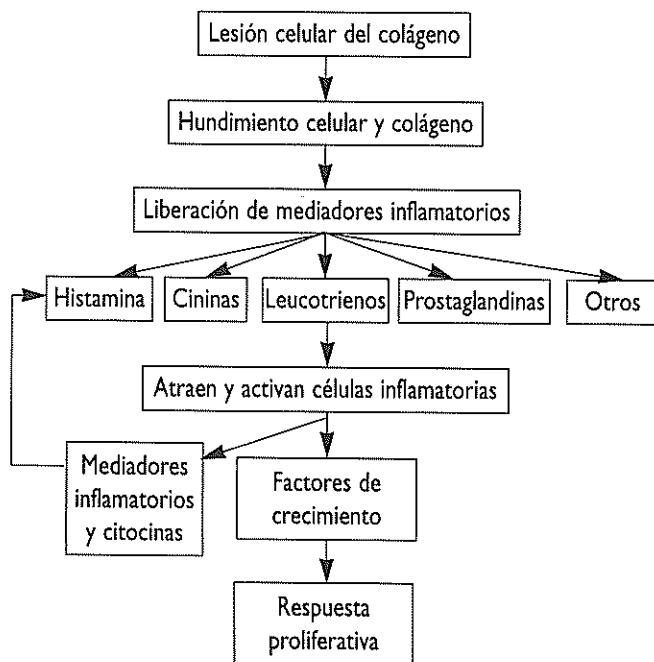 Lesión celular del colágeno
Hundimiento celular y colágeno
Liberación de mediadores inflamatorios
Histamina
Cininas
Leucotrienos
Prostaglandinas
Otros
Atraen y activan células inflamatorias
Mediadores
inflamatorios
y citocinas
Factores de
crecimiento
Respuesta
proliferativa